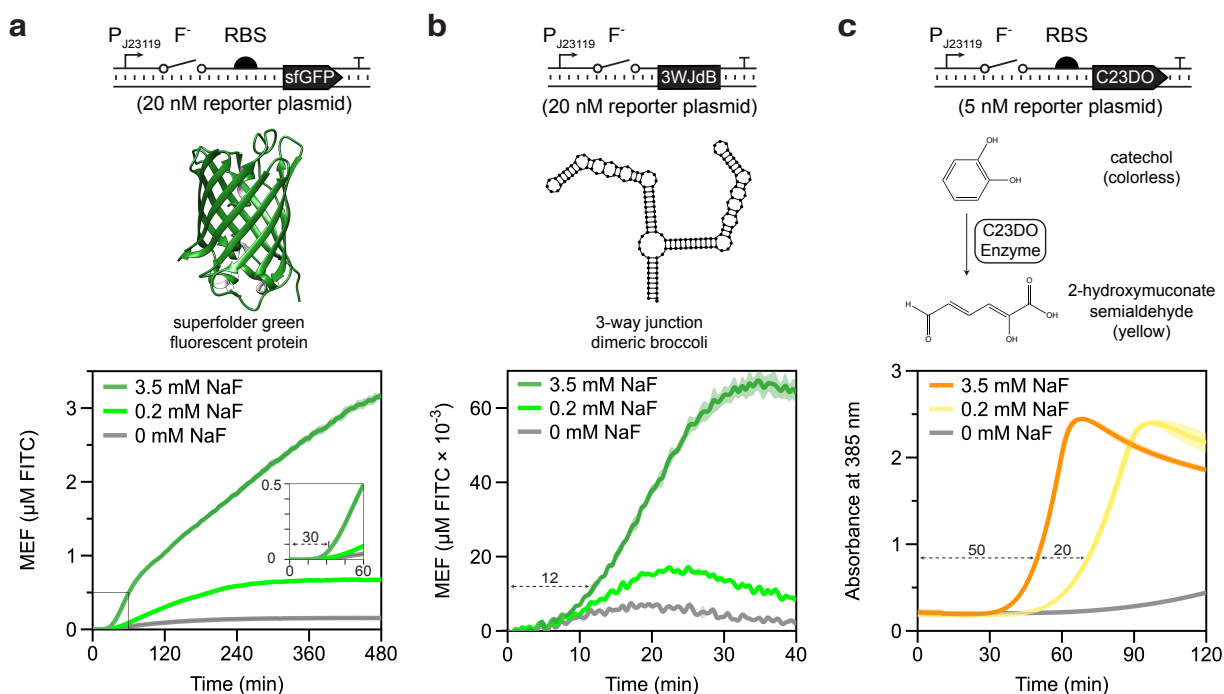 a
P J23119 F- RBS
sfGFP
(20 nM reporter plasmid)
superfolder green
fluorescent protein
3.5 mM NaF
0.2 mM NaF
0 mM NaF
MEF (µM FITC)
3
2
1
0
0.5
30
0
0 60
0 120 240 360 480
Time (min)
b
P J23119 F-
3WJdB
(20 nM reporter plasmid)
3-way junction
dimeric broccoli
3.5 mM NaF
0.2 mM NaF
0 mM NaF
MEF (µM FITC × 10-3)
60
40
20
12
0
0 10 20 30 40
Time (min)
c
P J23119 F- RBS
C23DO
(5 nM reporter plasmid)
OH
OH
catechol
(colorless)
C23DO
Enzyme
H
O
O
OH
OH
2-hydroxymuconate
semialdehyde
(yellow)
3.5 mM NaF
0.2 mM NaF
0 mM NaF
Absorbance at 385 nm
3
2
1
50 20
0
0 30 60 90 120
Time (min)